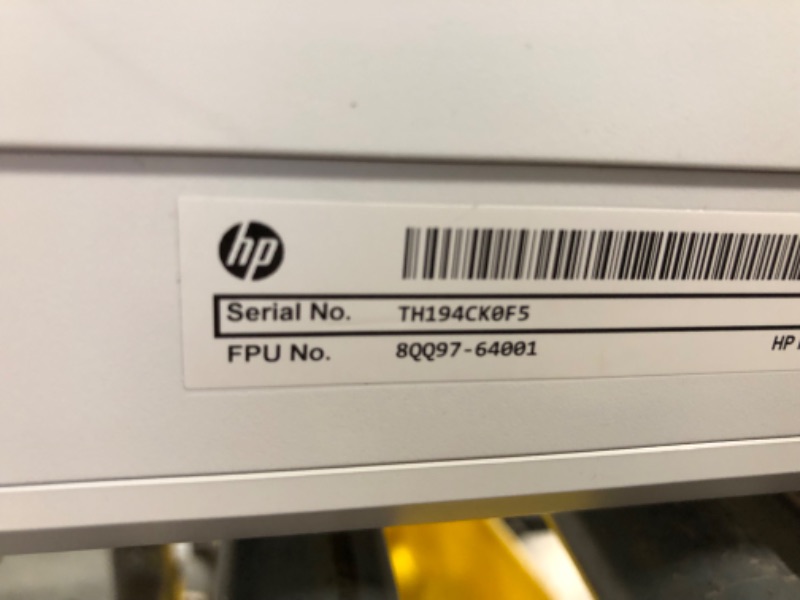 hp
Serial No. TH194CK0F5
FPU No. 8QQ97-64001
HP